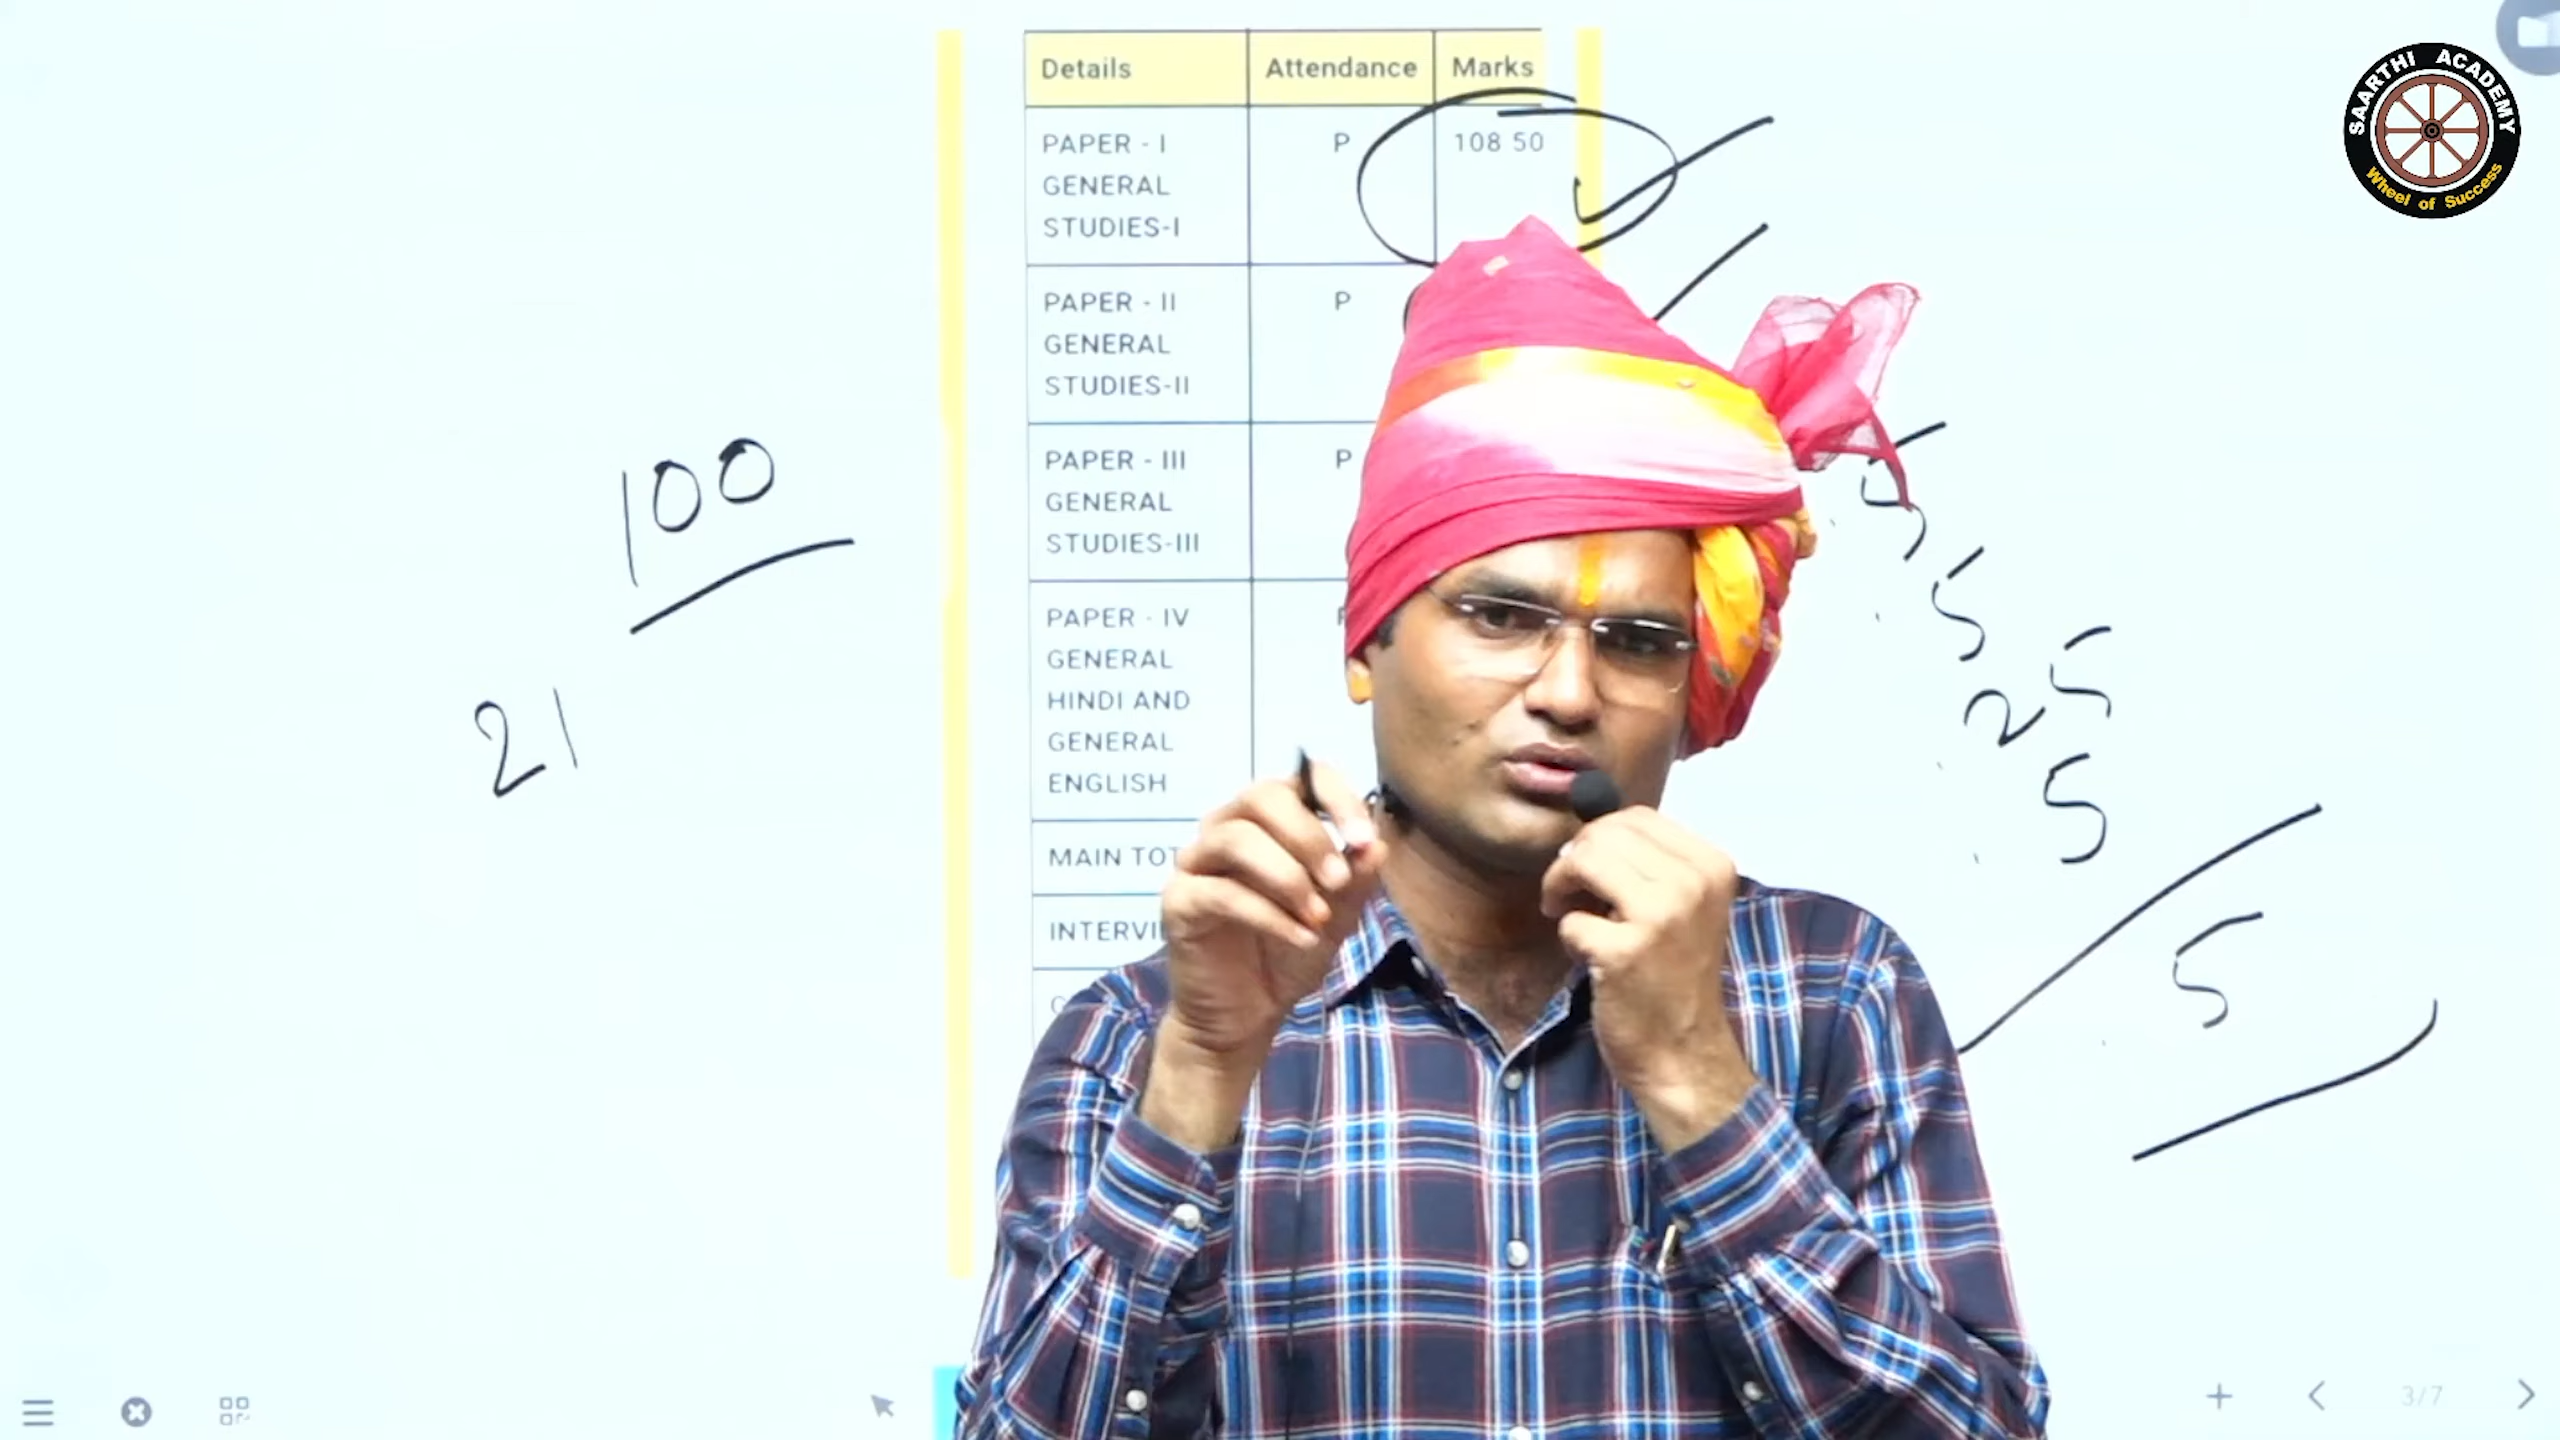 Details Attendance Marks
PAPER - I P 108 50
GENERAL
STUDIES-I
PAPER - II P
GENERAL
STUDIES-II
PAPER - III P
GENERAL
STUDIES-III
PAPER - IV
GENERAL
HINDI AND
GENERAL
ENGLISH
MAIN TOT
INTERVI
100
21
5
5
25
5
5
SAARTHI ACADEMY
Wheel of Success
3/7